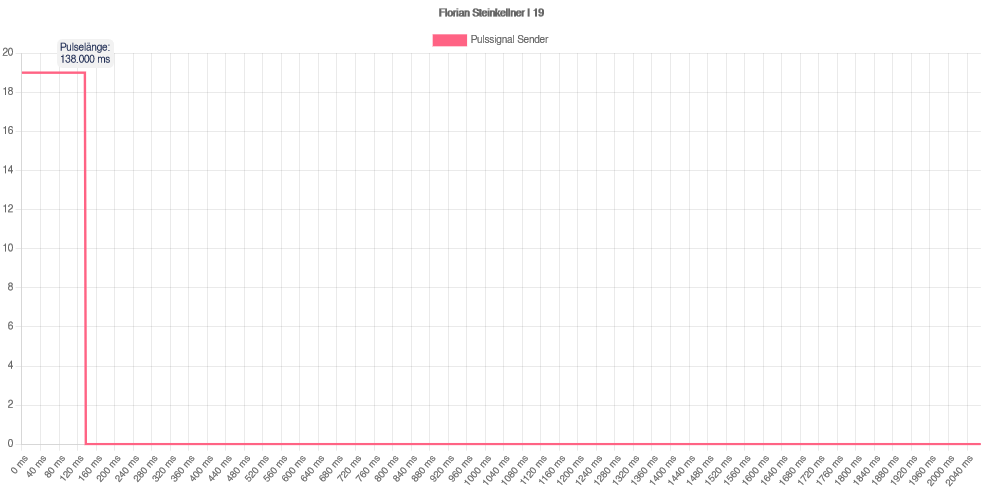 Florian Steinkellner | 19
Pulssignal Sender
Pulselänge:
138.000 ms
20
18
16
14
12
10
8
6
4
2
0
0 ms
40 ms
80 ms
120 ms
160 ms
200 ms
240 ms
280 ms
320 ms
360 ms
400 ms
440 ms
480 ms
520 ms
560 ms
600 ms
640 ms
680 ms
720 ms
760 ms
800 ms
840 ms
880 ms
920 ms
960 ms
1000 ms
1040 ms
1080 ms
1120 ms
1160 ms
1200 ms
1240 ms
1280 ms
1320 ms
1360 ms
1400 ms
1440 ms
1480 ms
1520 ms
1560 ms
1600 ms
1640 ms
1680 ms
1720 ms
1760 ms
1800 ms
1840 ms
1880 ms
1920 ms
1960 ms
2000 ms
2040 ms